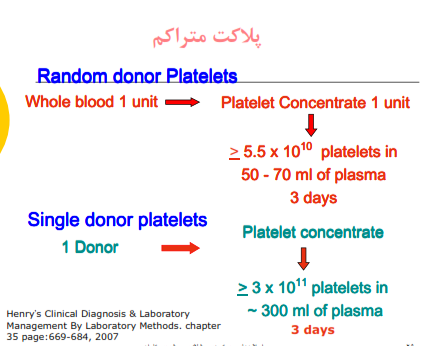 پلاکت متراکم
Random donor Platelets
Whole blood 1 unit
Platelet Concentrate 1 unit
≥ 5.5 x 10¹⁰ platelets in
50 - 70 ml of plasma
3 days
Single donor platelets
1 Donor
Platelet concentrate
≥ 3 x 10¹¹ platelets in
~ 300 ml of plasma
3 days
Henry's Clinical Diagnosis & Laboratory
Management By Laboratory Methods. chapter
35 page:669-684, 2007